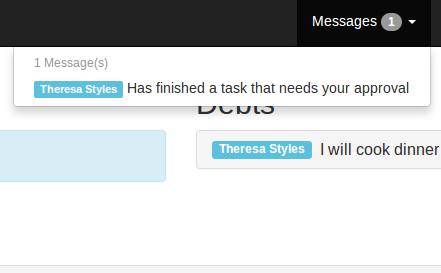 Messages 1
1 Message(s)
Theresa Styles Has finished a task that needs your approval
Debts
Theresa Styles I will cook dinner